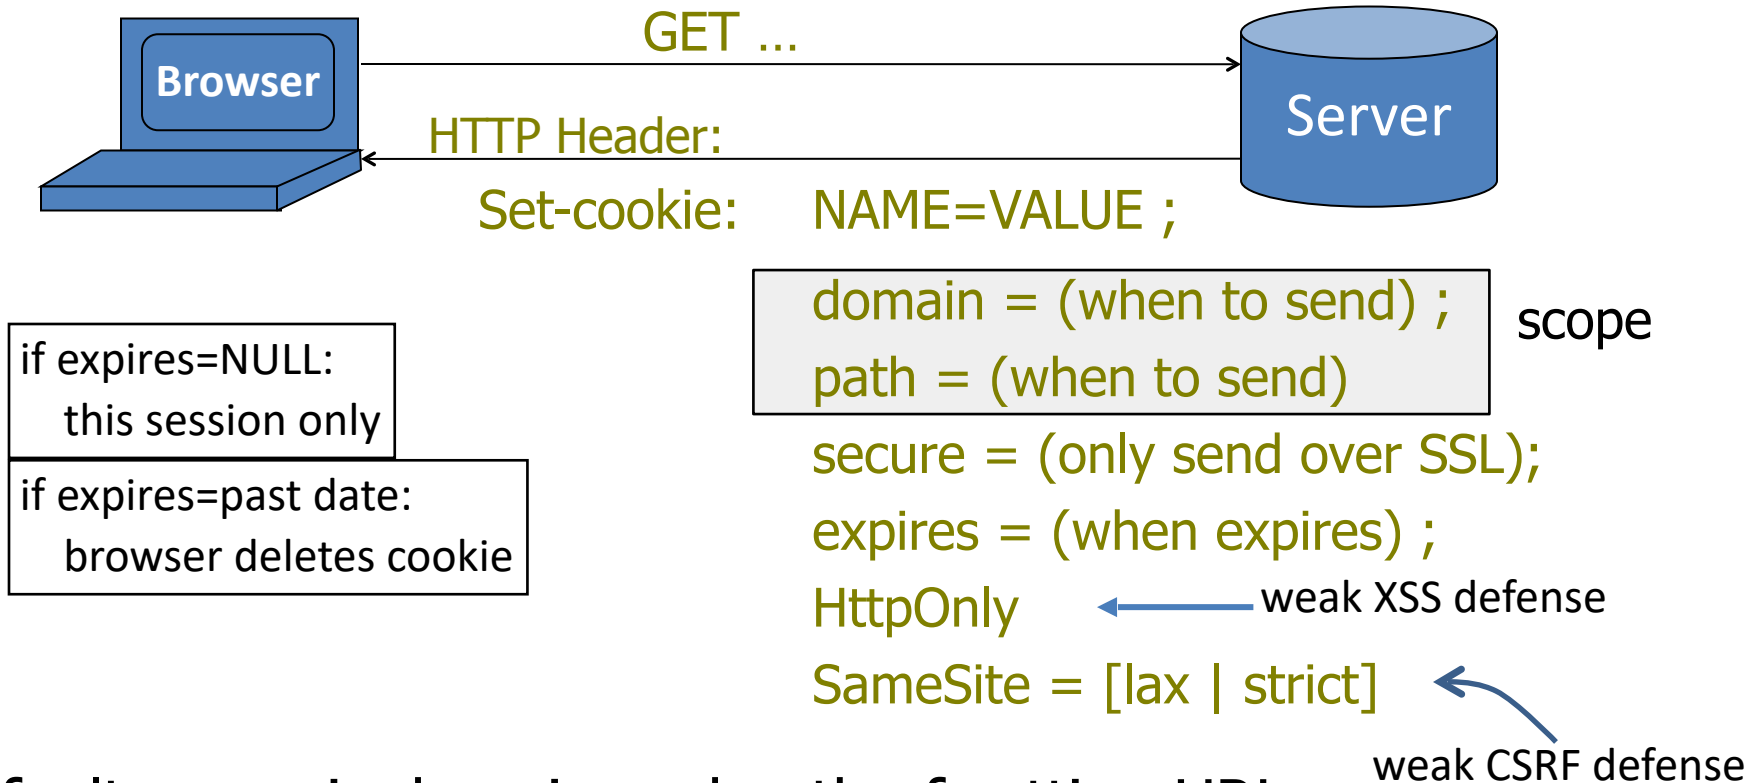 GET ...
Browser
Server
HTTP Header:
Set-cookie: NAME=VALUE ;
domain = (when to send) ;
scope
path = (when to send)
if expires=NULL:
this session only
secure = (only send over SSL);
if expires=past date:
browser deletes cookie
expires = (when expires) ;
HttpOnly
weak XSS defense
SameSite = [lax | strict]
weak CSRF defense